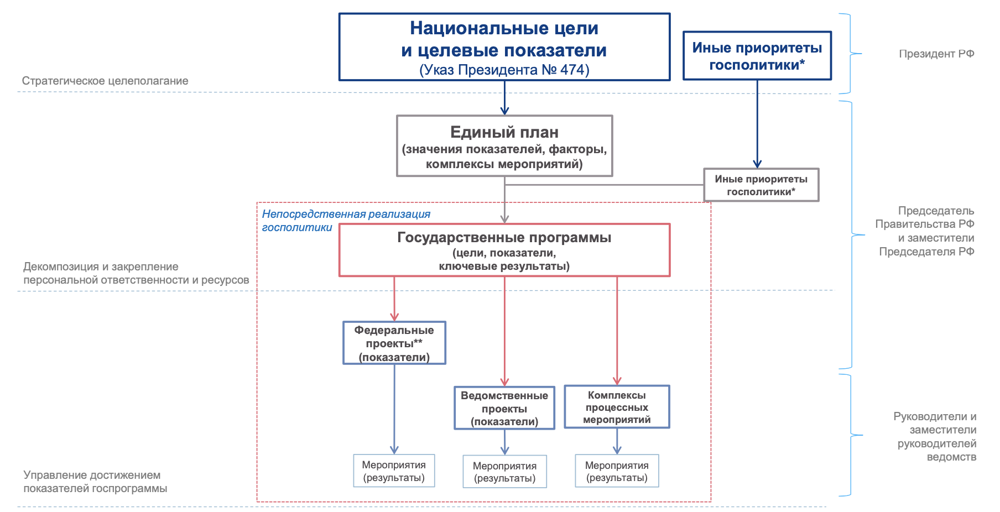 Национальные цели
и целевые показатели
(Указ Президента № 474)
Иные приоритеты
госполитики*
Президент РФ
Стратегическое целеполагание
Единый план
(значения показателей, факторы,
комплексы мероприятий)
Иные приоритеты
госполитики*
Непосредственная реализация
госполитики
Государственные программы
(цели, показатели,
ключевые результаты)
Председатель
Правительства РФ
и заместители
Председателя РФ
Декомпозиция и закрепление
персональной ответственности и ресурсов
Федеральные
проекты**
(показатели)
Ведомственные
проекты
(показатели)
Комплексы
процессных
мероприятий
Руководители и
заместители
руководителей
ведомств
Мероприятия
(результаты)
Мероприятия
(результаты)
Мероприятия
(результаты)
Управление достижением
показателей госпрограммы